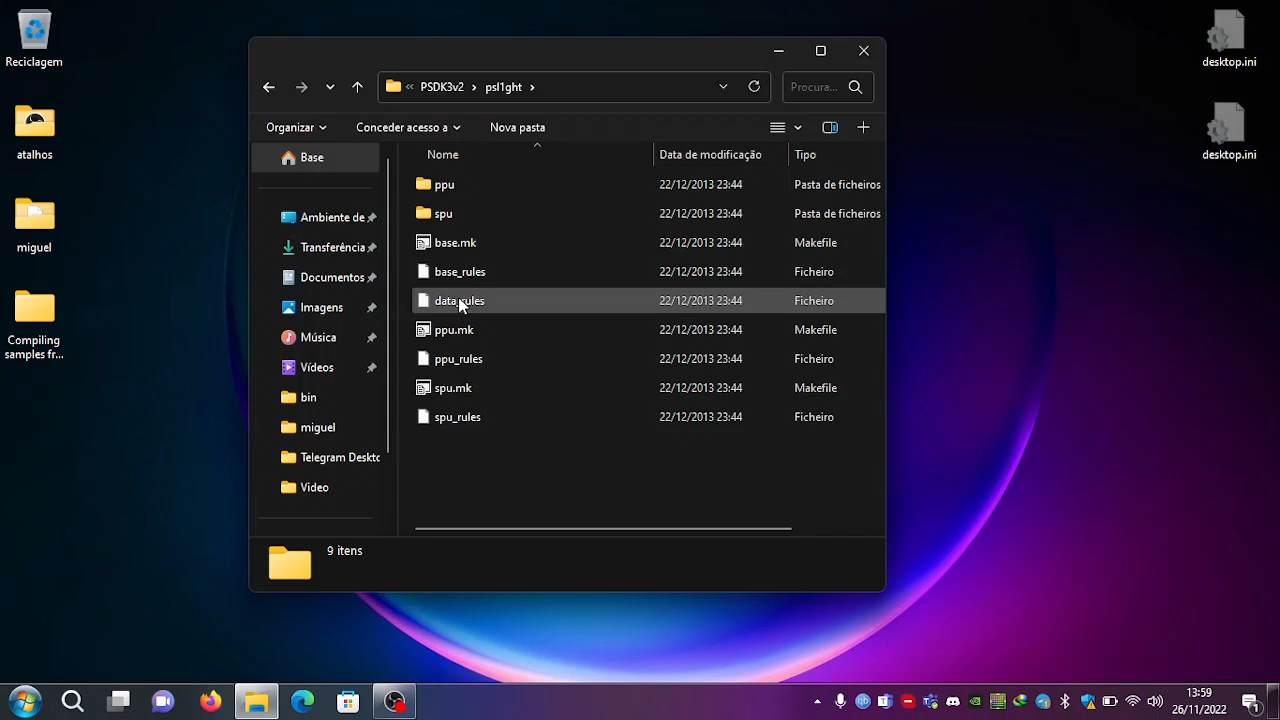 Reciclagem
atalhos
miguel
Compiling
samples fr...
desktop.ini
desktop.ini
« PSDK3v2 › psl1ght ›
Procura...
Organizar
Conceder acesso a
Nova pasta
Base
Nome
Data de modificação
Tipo
ppu 22/12/2013 23:44 Pasta de ficheiros
spu 22/12/2013 23:44 Pasta de ficheiros
base.mk 22/12/2013 23:44 Makefile
base_rules 22/12/2013 23:44 Ficheiro
data_rules 22/12/2013 23:44 Ficheiro
ppu.mk 22/12/2013 23:44 Makefile
ppu_rules 22/12/2013 23:44 Ficheiro
spu.mk 22/12/2013 23:44 Makefile
spu_rules 22/12/2013 23:44 Ficheiro
Ambiente de
Transferência
Documentos
Imagens
Música
Vídeos
bin
miguel
Telegram Deskto
Video
9 itens
13:59
26/11/2022
1